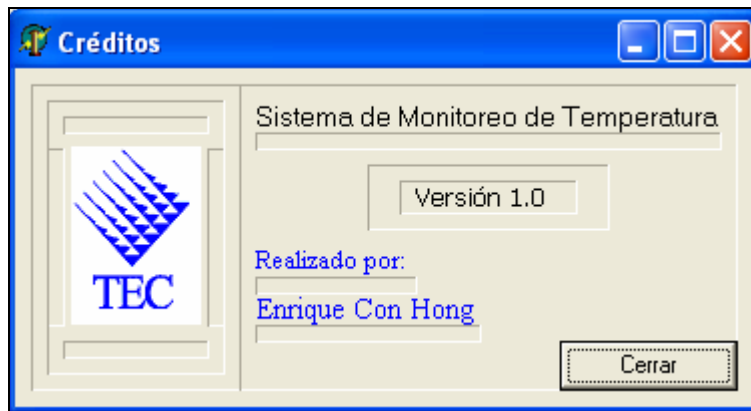 Créditos
Sistema de Monitoreo de Temperatura
Versión 1.0
TEC
Realizado por:
Enrique Con Hong
Cerrar